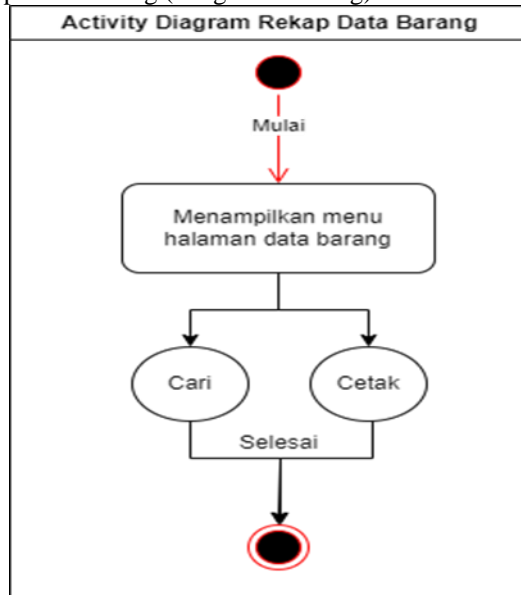 Activity Diagram Rekap Data Barang
Mulai
Menampilkan menu
halaman data barang
Cari
Cetak
Selesai